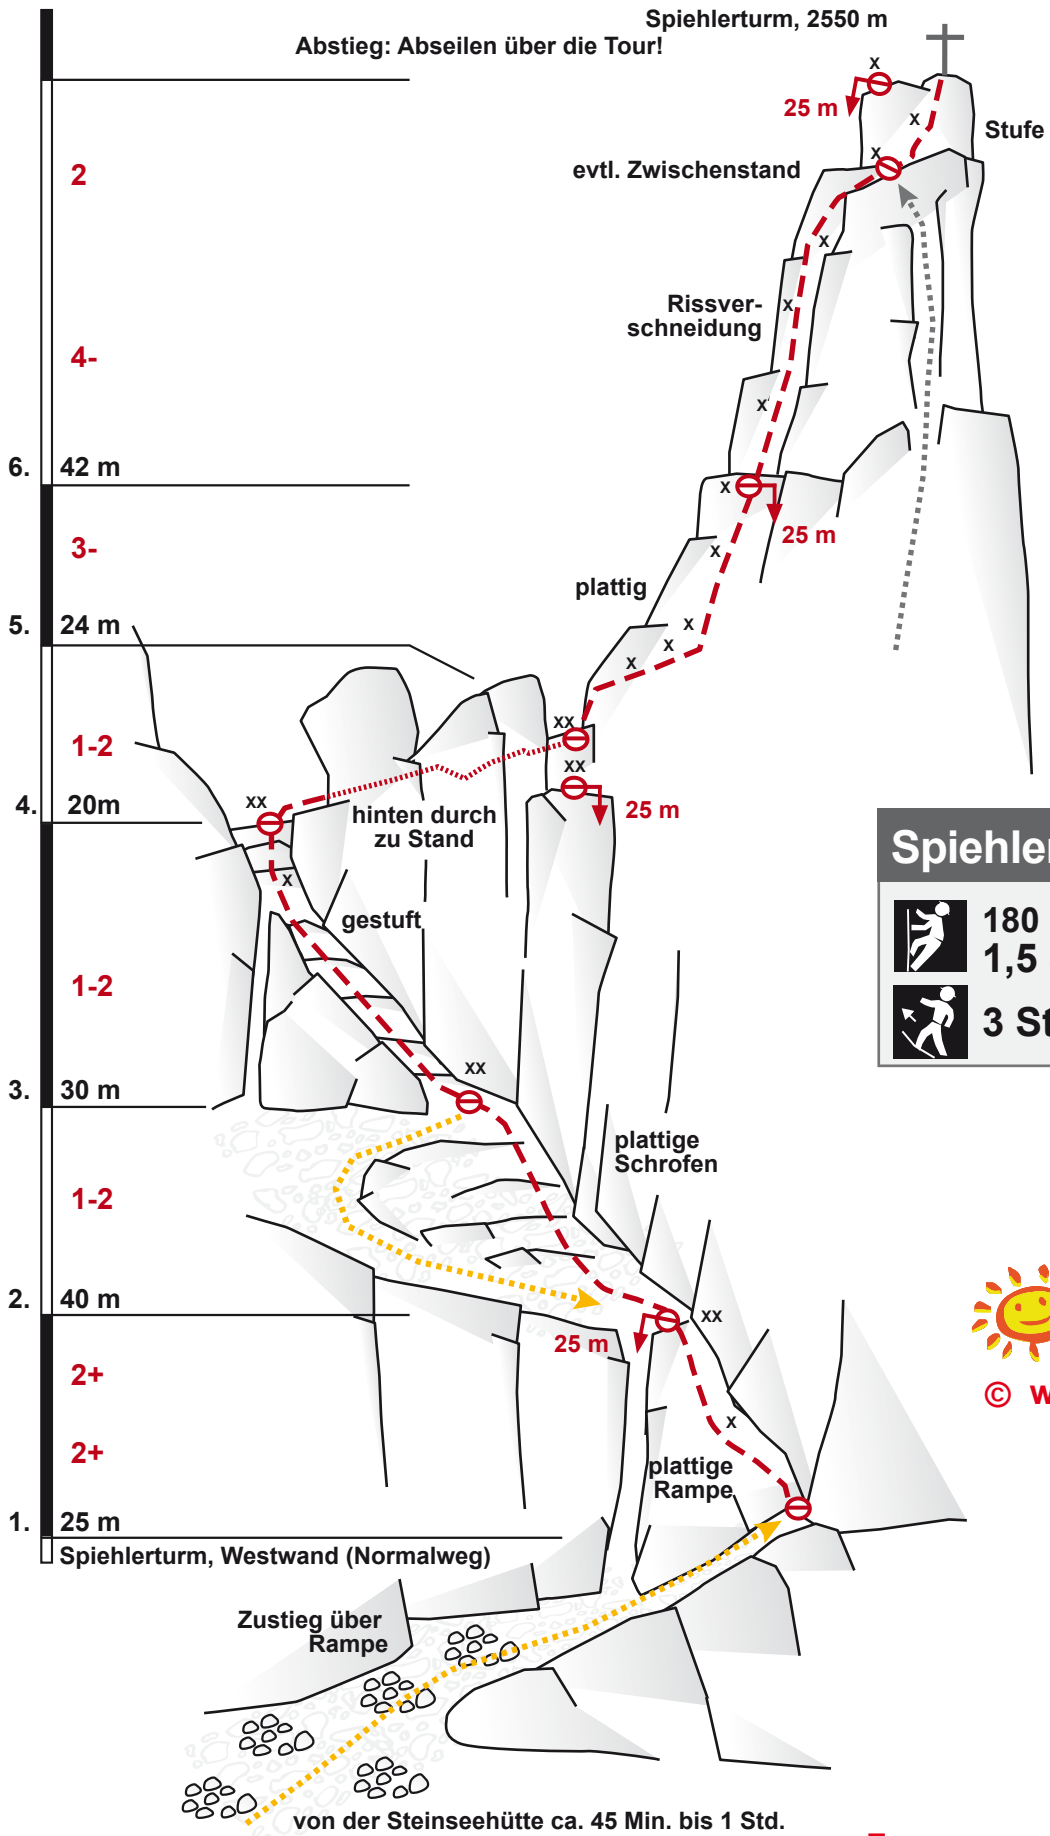 Spiehlerturm, 2550 m
Abstieg: Abseilen über die Tour!
x
25 m
x
Stufe
x
2
evtl. Zwischenstand
x
Rissver-
schneidung
x
4-
x
6. 42 m
x
25 m
3-
x
plattig
5. 24 m
x
x
x
xx
1-2
xx
4. 20m
xx
25 m
hinten durch
zu Stand
x
gestuft
Spiehler
180
1,5
3 St
1-2
xx
3. 30 m
plattige
Schrofen
1-2
2. 40 m
xx
25 m
2+
© w
x
2+
plattige
Rampe
1. 25 m
Spiehlerturm, Westwand (Normalweg)
Zustieg über
Rampe
von der Steinseehütte ca. 45 Min. bis 1 Std.